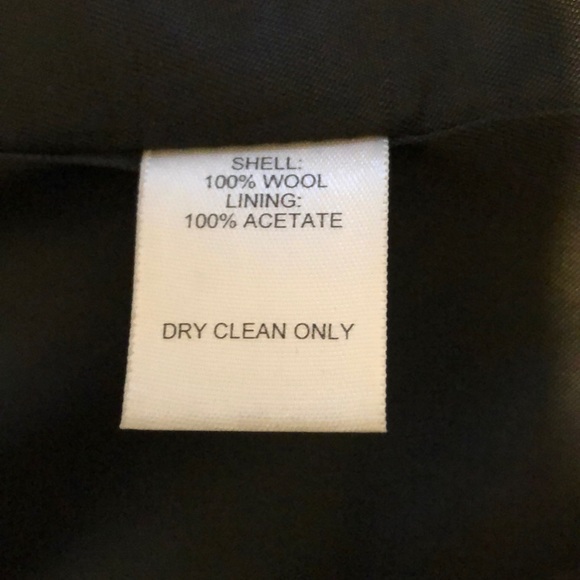 SHELL:
100% WOOL
LINING:
100% ACETATE
DRY CLEAN ONLY